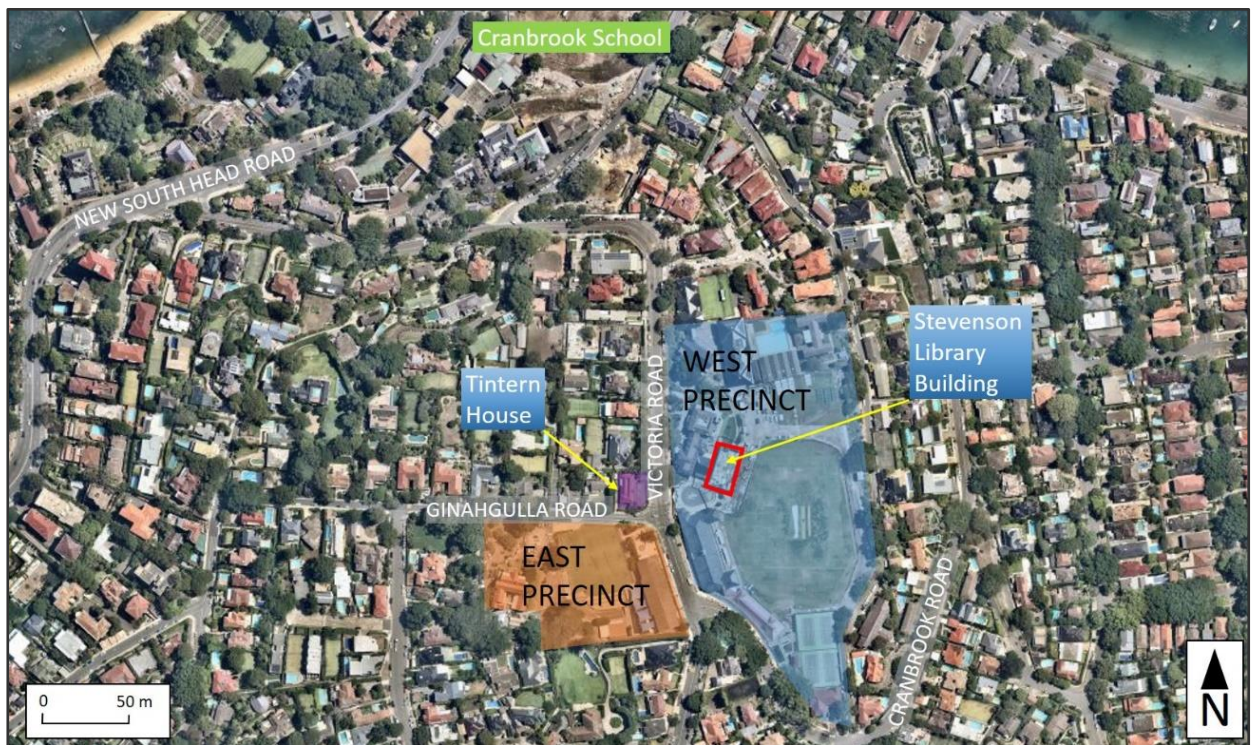 Cranbrook School
NEW SOUTH HEAD ROAD
Stevenson
Library
Building
WEST
PRECINCT
VICTORIA ROAD
Tintern
House
GINAHGULLA ROAD
EAST
PRECINCT
CRANBROOK ROAD
0 50 m
N